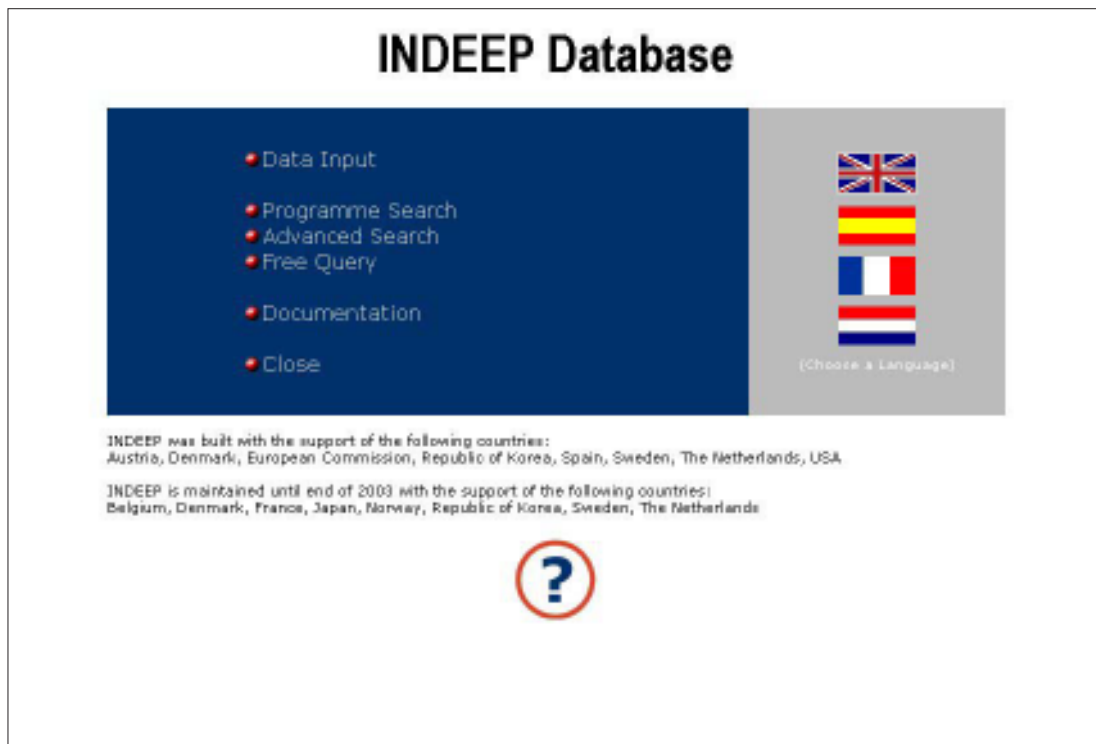 INDEEP Database
Data Input
Programme Search
Advanced Search
Free Query
Documentation
Close
(Choose a Language)
INDEEP was built with the support of the following countries:
Austria, Denmark, European Commission, Republic of Korea, Spain, Sweden, The Netherlands, USA
INDEEP is maintained until end of 2003 with the support of the following countries:
Belgium, Denmark, France, Japan, Norway, Republic of Korea, Sweden, The Netherlands
?